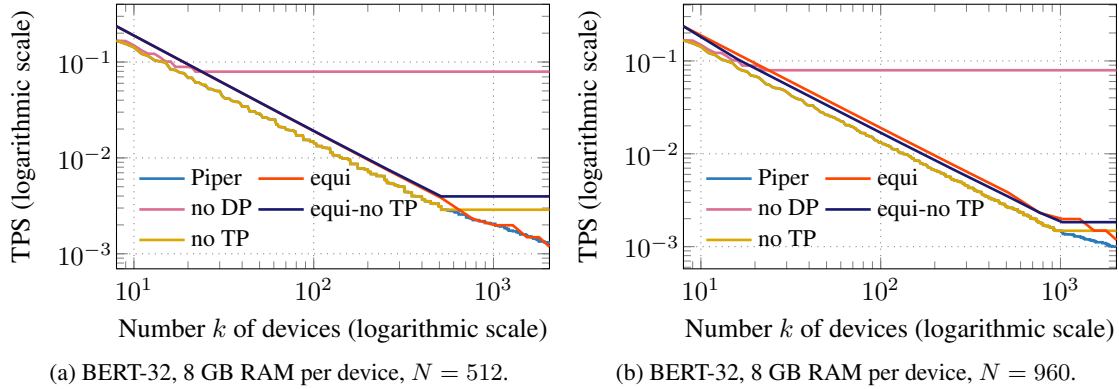 TPS (logarithmic scale)
10^{-1}
10^{-2}
10^{-3}
Piper
equi
no DP
equi-no TP
no TP
10^1
10^2
10^3
Number k of devices (logarithmic scale)
(a) BERT-32, 8 GB RAM per device, N = 512.
TPS (logarithmic scale)
10^{-1}
10^{-2}
10^{-3}
Piper
equi
no DP
equi-no TP
no TP
10^1
10^2
10^3
Number k of devices (logarithmic scale)
(b) BERT-32, 8 GB RAM per device, N = 960.